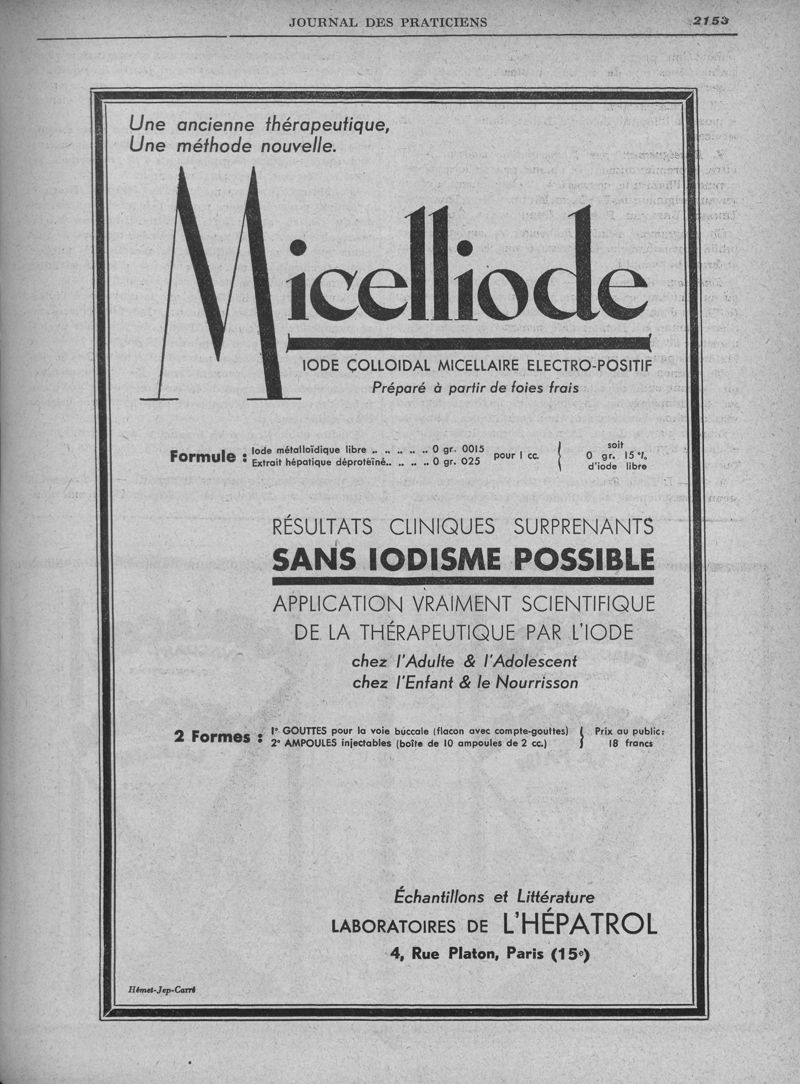 JOURNAL DES PRATICIENS 2153
Une ancienne thérapeutique,
Une méthode nouvelle.
Micelliode
IODE COLLOIDAL MICELLAIRE ELECTRO-POSITIF
Préparé à partir de foies frais
Formule : Iode métalloïdique libre .. .. .. .. .. 0 gr. 0015
Extrait hépatique déprotéiné.. .. .. .. 0 gr. 025
pour 1 cc.
soit
0 gr. 15 %
d'iode libre
RÉSULTATS CLINIQUES SURPRENANTS
SANS IODISME POSSIBLE
APPLICATION VRAIMENT SCIENTIFIQUE
DE LA THÉRAPEUTIQUE PAR L'IODE
chez l'Adulte & l'Adolescent
chez l'Enfant & le Nourrisson
2 Formes : 1° GOUTTES pour la voie buccale (flacon avec compte-gouttes)
2° AMPOULES injectables (boîte de 10 ampoules de 2 cc.)
Prix au public:
18 francs
Échantillons et Littérature
LABORATOIRES DE L'HÉPATROL
4, Rue Platon, Paris (15e)
Hémet-Jep-Carré